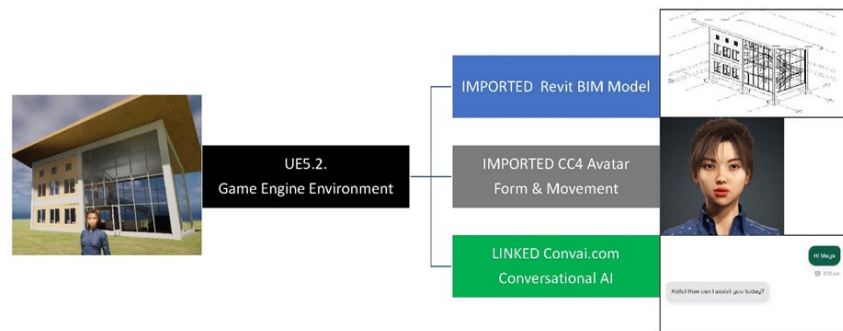 UE5.2.
Game Engine Environment
IMPORTED Revit BIM Model
IMPORTED CC4 Avatar
Form & Movement
LINKED Convai.com
Conversational AI
Hi Maya
Hello! How can I assist you today?